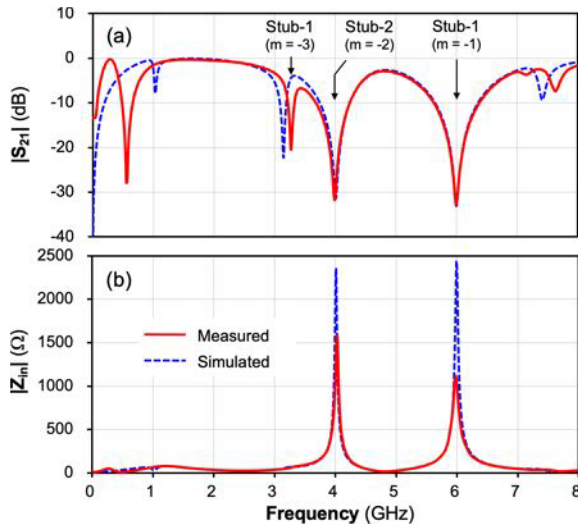 Stub-1 Stub-2 Stub-1
(m = -3) (m = -2) (m = -1)
(a)
0
-10
-20
-30
-40
|S21| (dB)
(b)
2500
2000
1500
1000
500
0
|Zin| (Ω)
Measured
Simulated
0 1 2 3 4 5 6 7 8
Frequency (GHz)